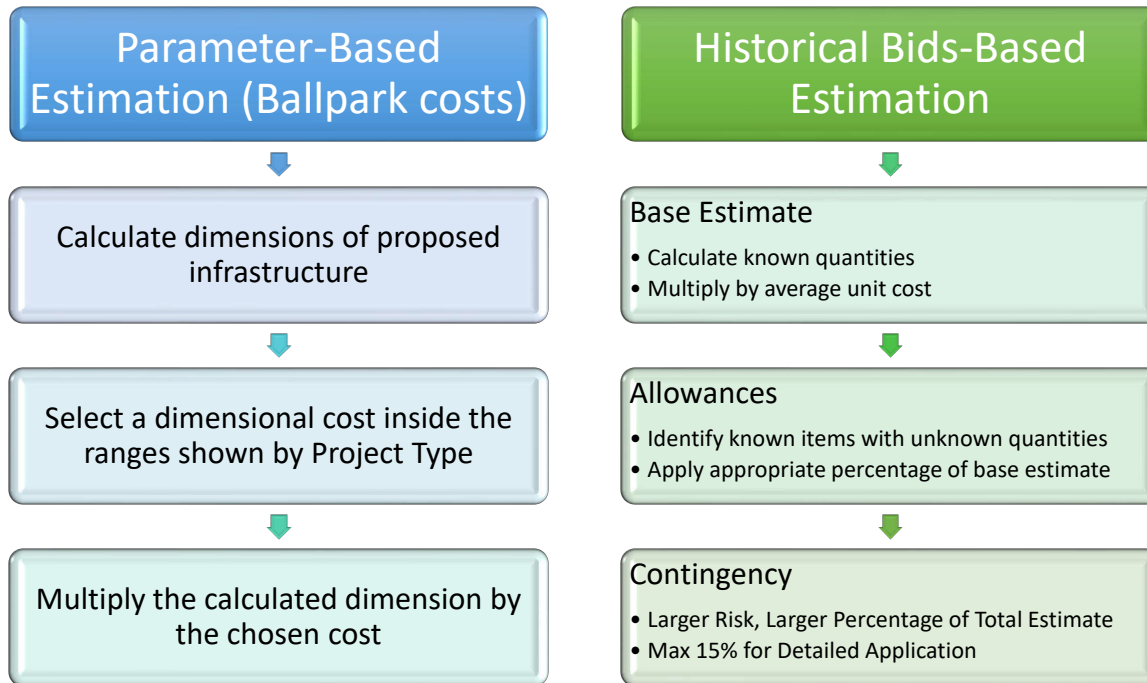 Parameter-Based
Estimation (Ballpark costs)
Calculate dimensions of proposed
infrastructure
Select a dimensional cost inside the
ranges shown by Project Type
Multiply the calculated dimension by
the chosen cost
Historical Bids-Based
Estimation
Base Estimate
• Calculate known quantities
• Multiply by average unit cost
Allowances
• Identify known items with unknown quantities
• Apply appropriate percentage of base estimate
Contingency
• Larger Risk, Larger Percentage of Total Estimate
• Max 15% for Detailed Application